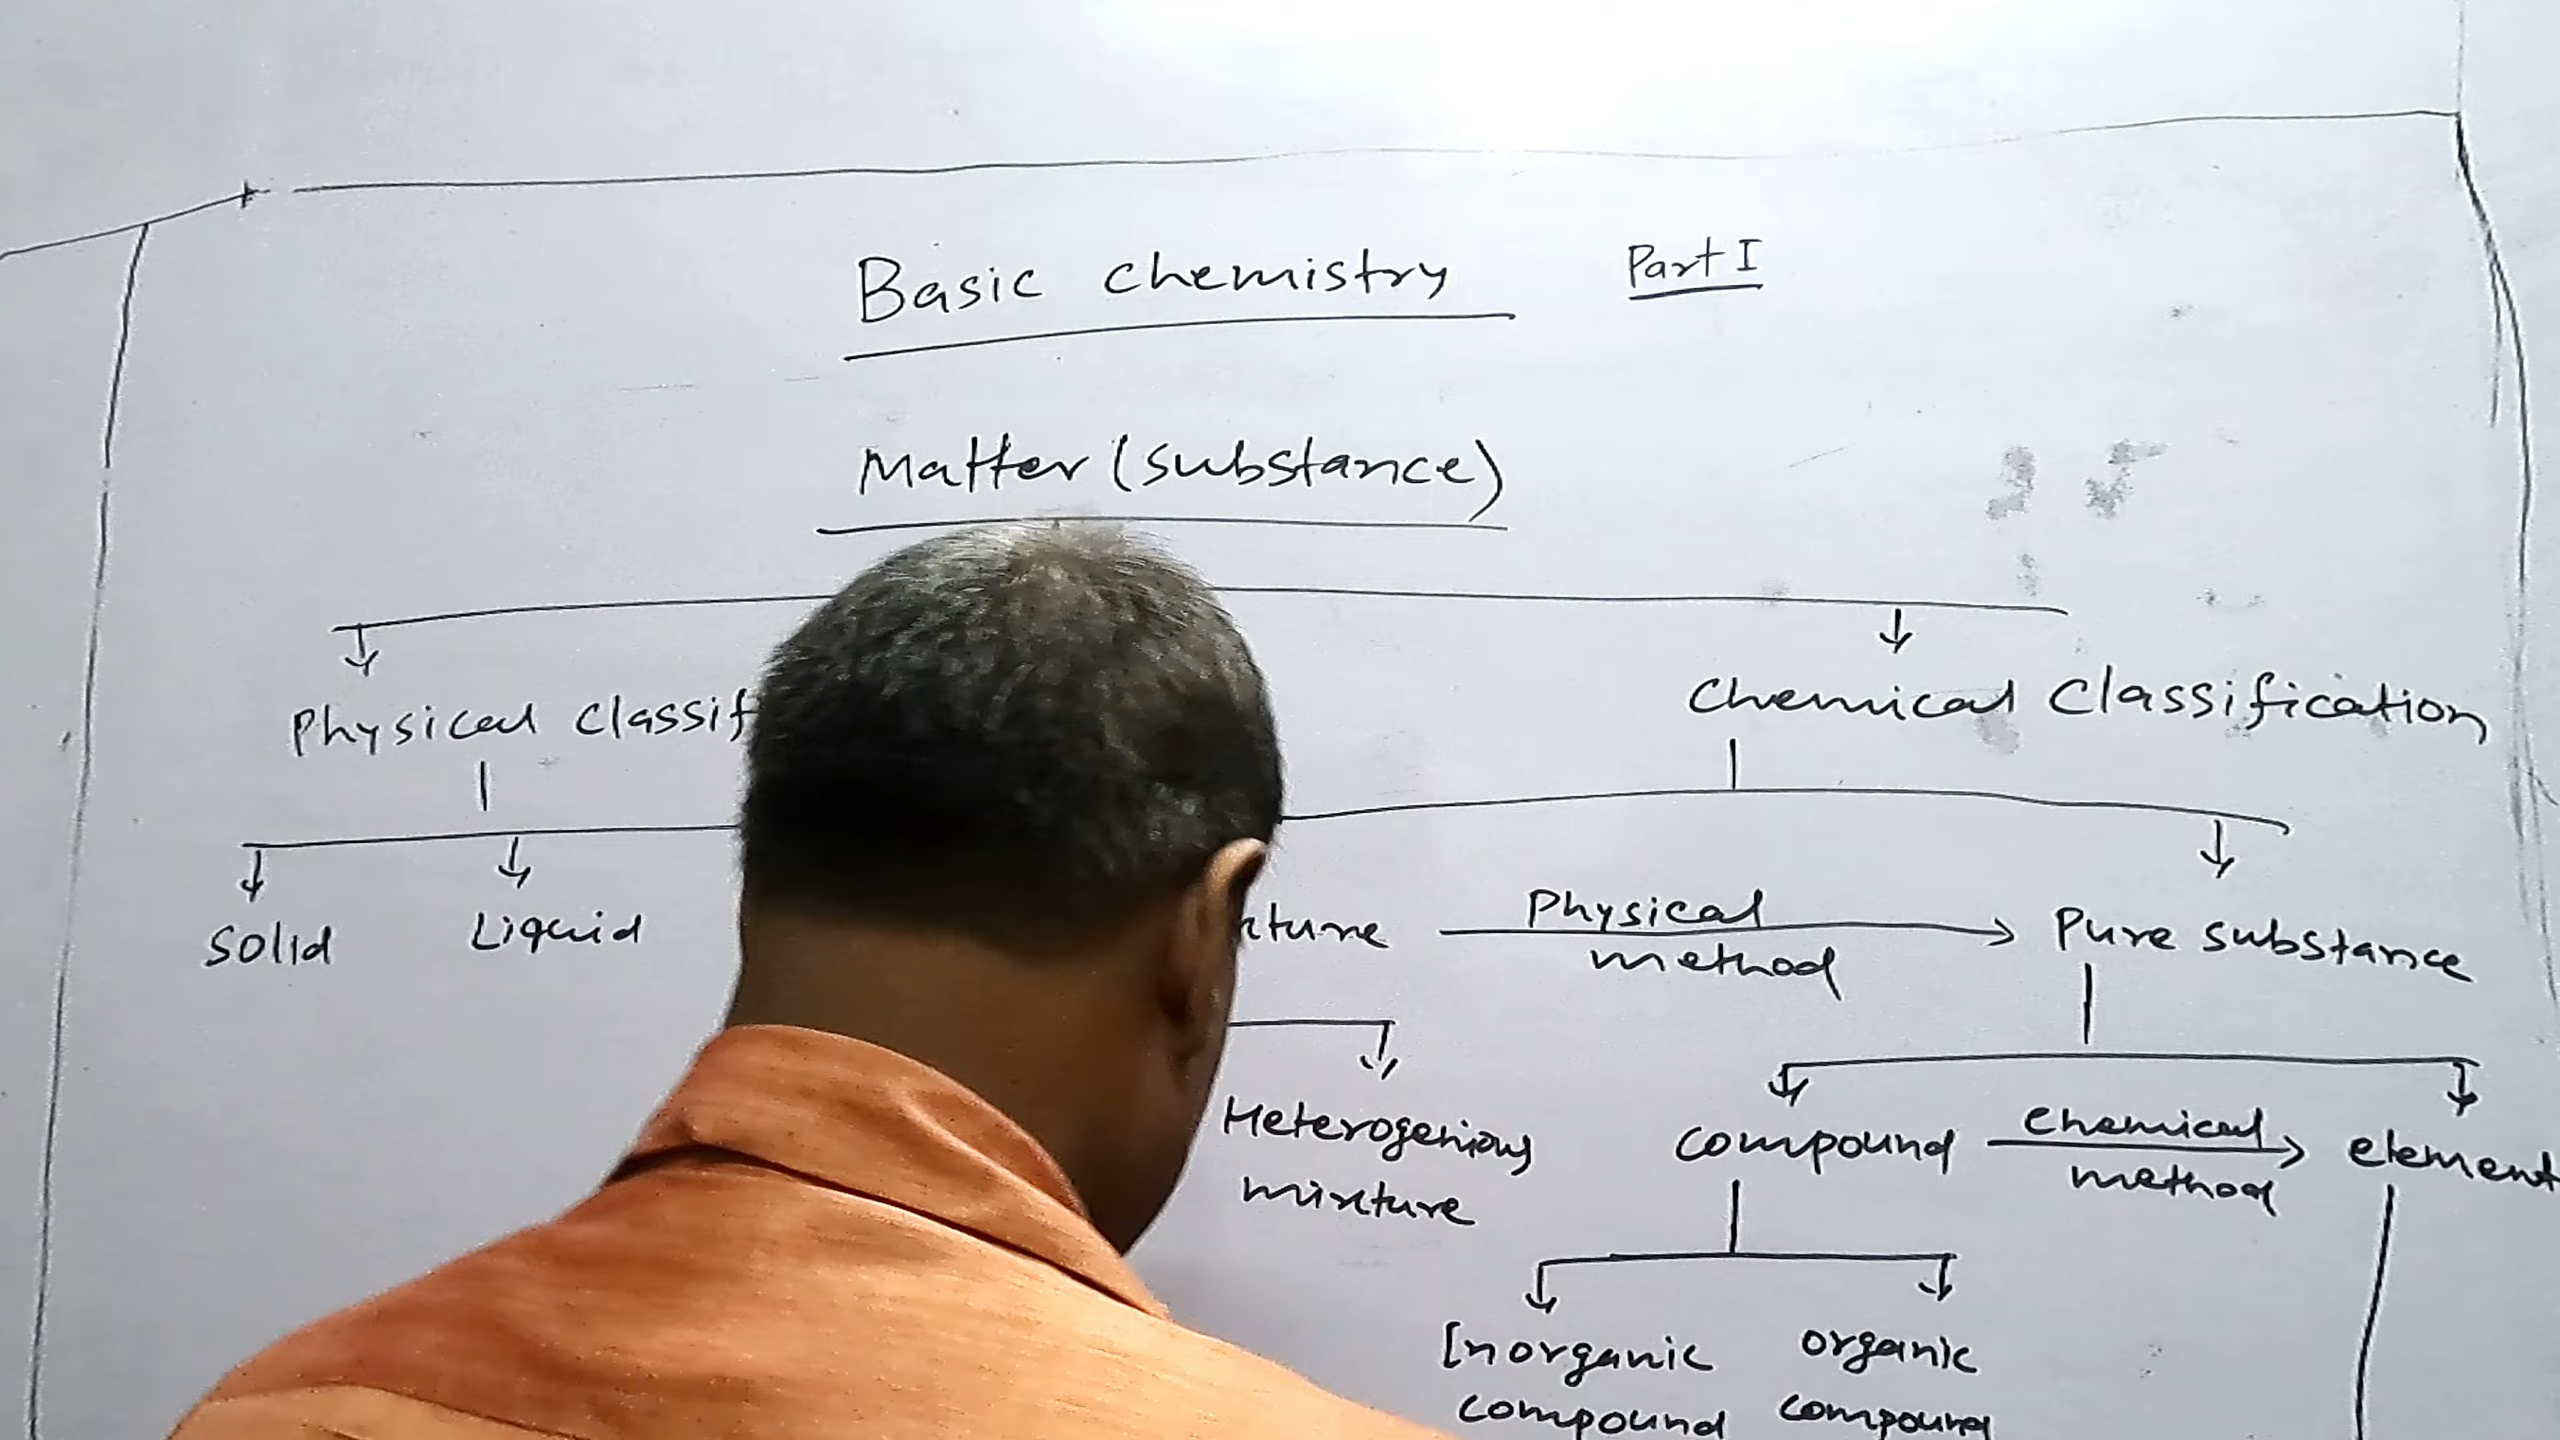 Basic chemistry Part I
Matter (substance)
Physical classif
Chemical Classification
Solid Liquid
xture Physical method Pure substance
Heterogenious
mixture
compound chemical method element
Inorganic
compound
organic
compound